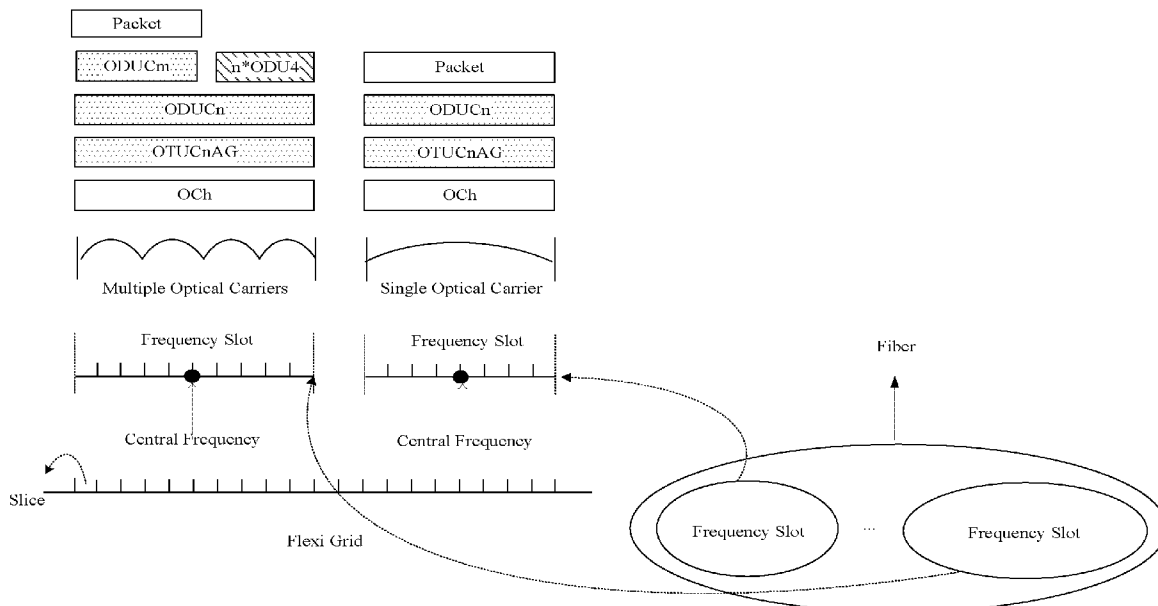 Packet
ODUCm n*ODU4 Packet
ODUCn ODUCn
OTUCnAG OTUCnAG
OCh OCh
Multiple Optical Carriers Single Optical Carrier
Frequency Slot Frequency Slot
Fiber
Central Frequency Central Frequency
Slice
Frequency Slot ... Frequency Slot
Flexi Grid